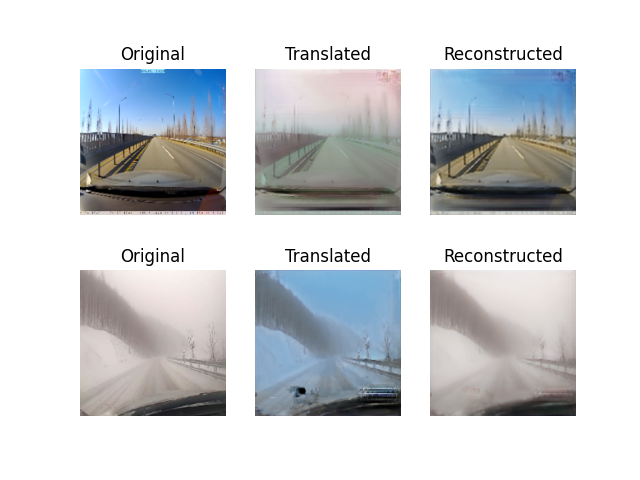 Original
Translated
Reconstructed
Original
Translated
Reconstructed